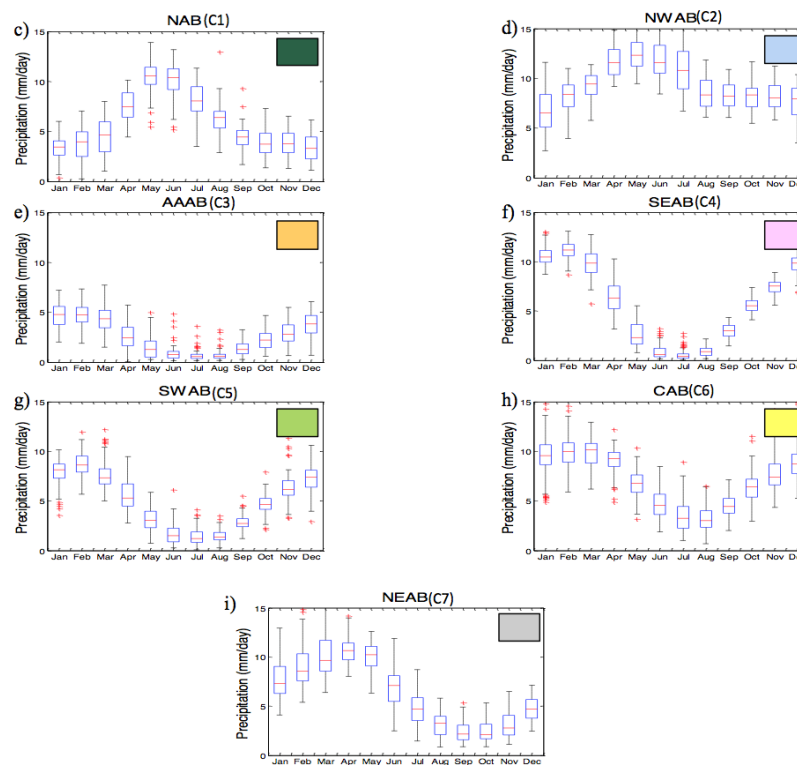 c) NAB(C1)
Precipitation (mm/day)
15
10
5
0
Jan Feb Mar Apr May Jun Jul Aug Sep Oct Nov Dec
d) NWAB(C2)
Precipitation (mm/day)
15
10
5
0
Jan Feb Mar Apr May Jun Jul Aug Sep Oct Nov Dec
e) AAAB(C3)
Precipitation (mm/day)
15
10
5
0
Jan Feb Mar Apr May Jun Jul Aug Sep Oct Nov Dec
f) SEAB(C4)
Precipitation (mm/day)
15
10
5
0
Jan Feb Mar Apr May Jun Jul Aug Sep Oct Nov Dec
g) SWAB(C5)
Precipitation (mm/day)
15
10
5
0
Jan Feb Mar Apr May Jun Jul Aug Sep Oct Nov Dec
h) CAB(C6)
Precipitation (mm/day)
15
10
5
0
Jan Feb Mar Apr May Jun Jul Aug Sep Oct Nov Dec
i) NEAB(C7)
Precipitation (mm/day)
15
10
5
0
Jan Feb Mar Apr May Jun Jul Aug Sep Oct Nov Dec